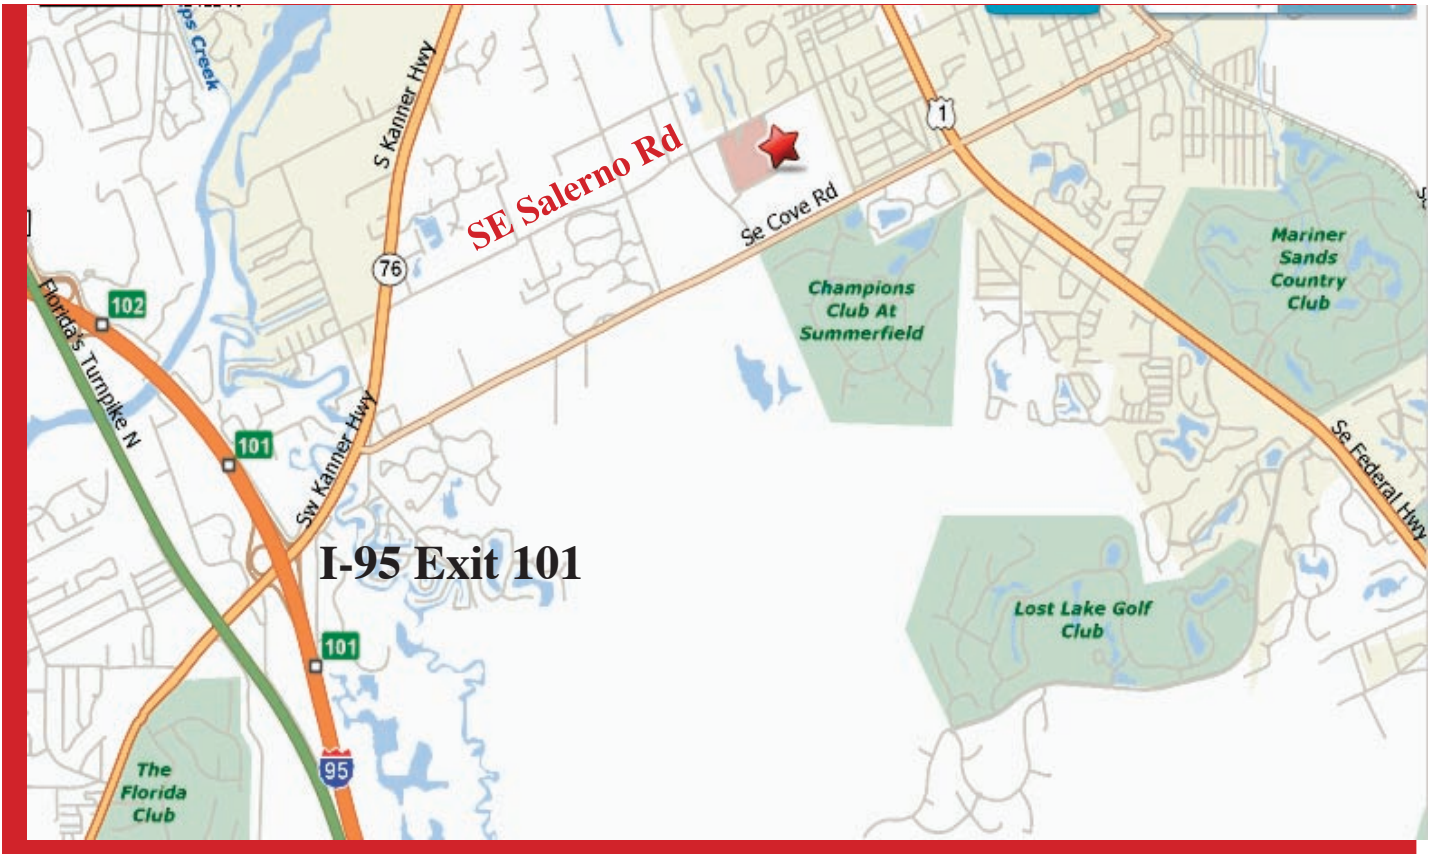 ps Creek
S Kanner Hwy
1
SE Salerno Rd
Se Cove Rd
76
Mariner
Sands
Country
Club
Champions
Club At
Summerfield
102
Florida's Turnpike N
101
Sw Kanner Hwy
Se Federal Hwy
I-95 Exit 101
Lost Lake Golf
Club
101
95
The
Florida
Club